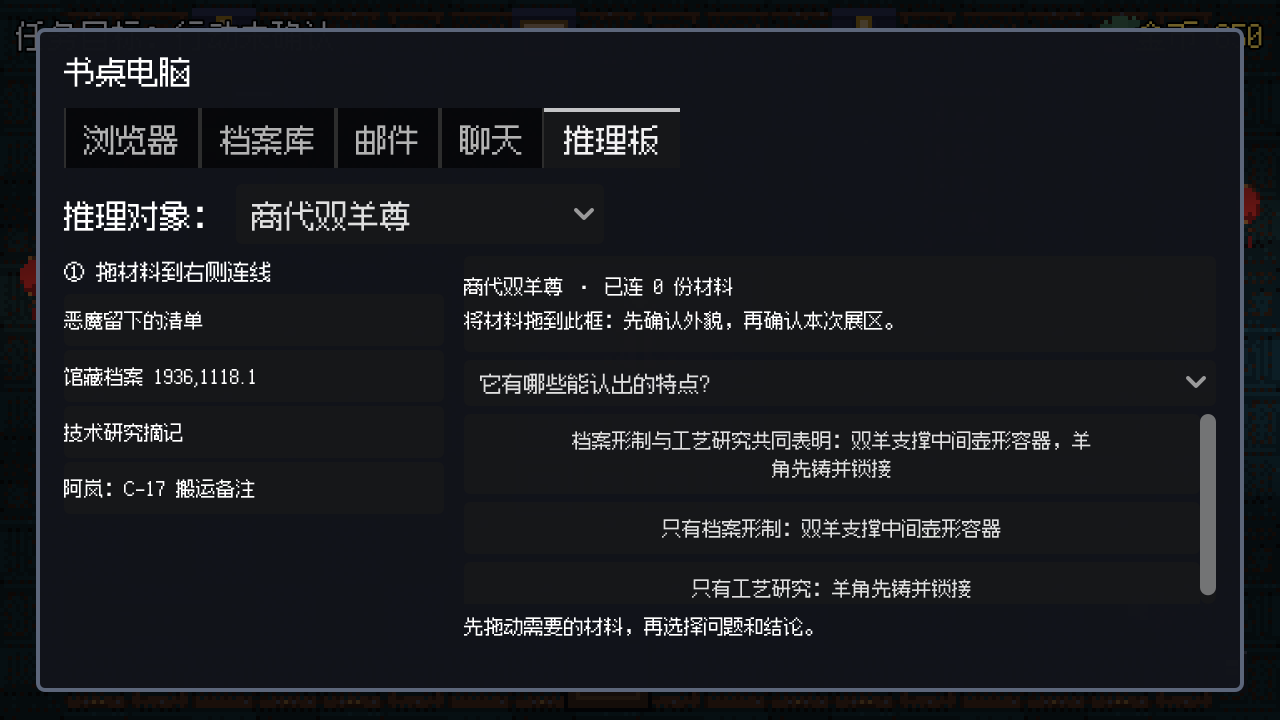 书桌电脑
浏览器
档案库
邮件
聊天
推理板
推理对象：
商代双羊尊
① 拖材料到右侧连线
恶魔留下的清单
馆藏档案 1936,1118.1
技术研究摘记
阿岚：C-17 搬运备注
商代双羊尊 · 已连 0 份材料
将材料拖到此框：先确认外貌，再确认本次展区。
它有哪些能认出的特点？
档案形制与工艺研究共同表明：双羊支撑中间壶形容器，羊
角先铸并锁接
只有档案形制：双羊支撑中间壶形容器
只有工艺研究：羊角先铸并锁接
先拖动需要的材料，再选择问题和结论。